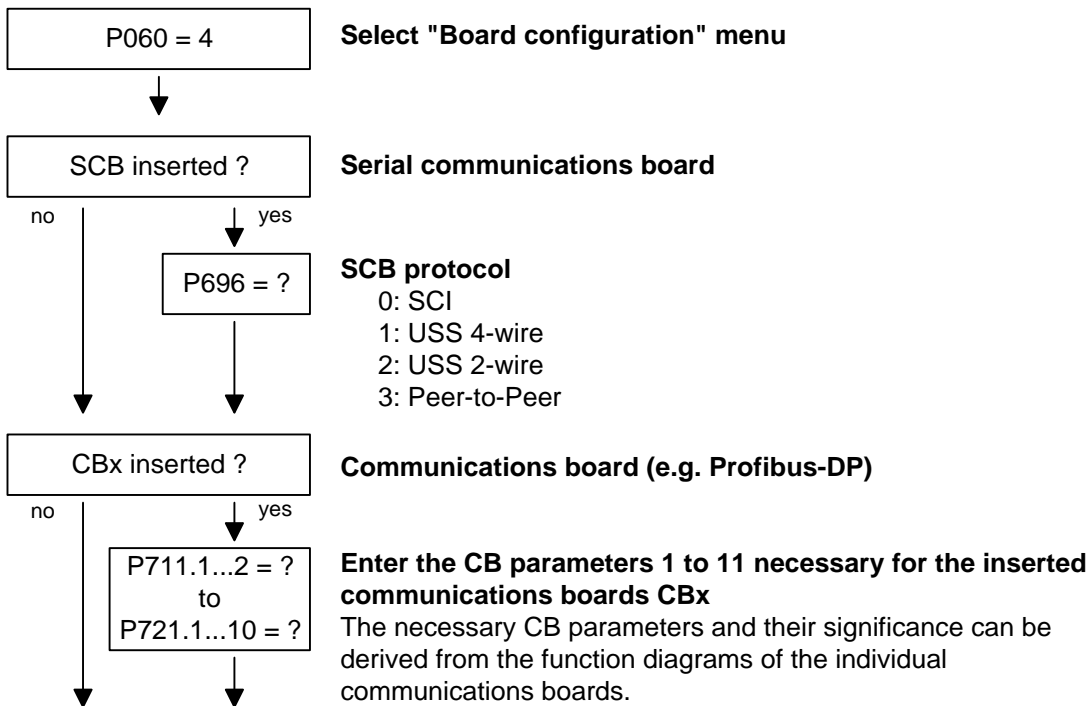 P060 = 4
Select "Board configuration" menu
SCB inserted ?
Serial communications board
no
yes
P696 = ?
SCB protocol
0: SCI
1: USS 4-wire
2: USS 2-wire
3: Peer-to-Peer
CBx inserted ?
Communications board (e.g. Profibus-DP)
no
yes
P711.1...2 = ?
to
P721.1...10 = ?
Enter the CB parameters 1 to 11 necessary for the inserted
communications boards CBx
The necessary CB parameters and their significance can be
derived from the function diagrams of the individual
communications boards.